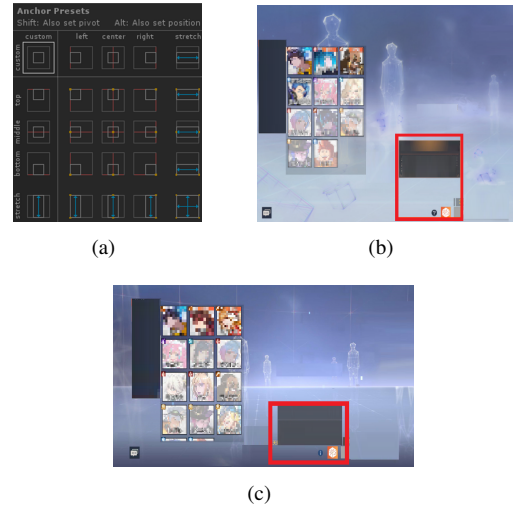 Anchor Presets
Shift: Also set pivot Alt: Also set position
custom left center right stretch
custom
top
middle
bottom
stretch
(a)
(b)
(c)